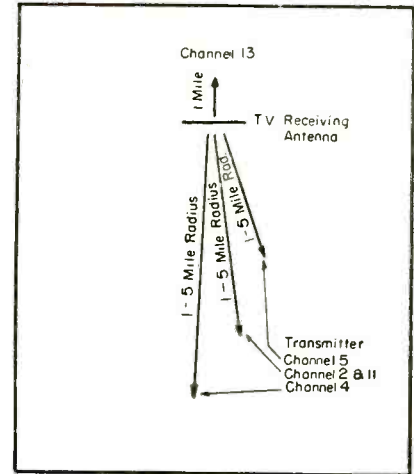 Channel 13
1 Mile
TV Receiving
Antenna
1-5 Mile Radius
1-5 Mile Radius
1-5 Mile Rad.
Transmitter
Channel 5
Channel 2 & 11
Channel 4